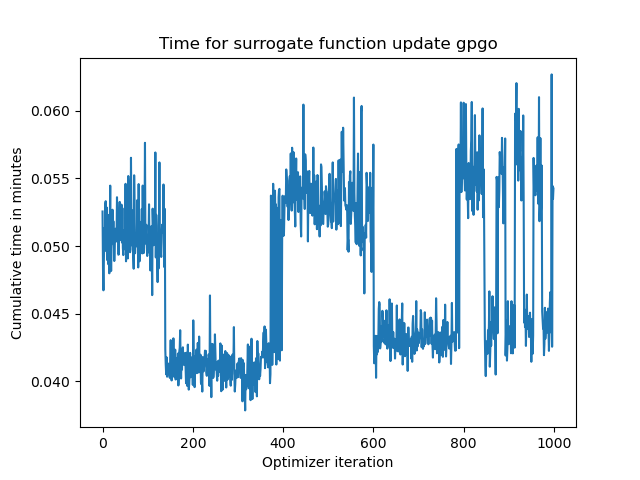 Time for surrogate function update gpgo
0.060
0.055
0.050
0.045
0.040
Cumulative time in minutes
0 200 400 600 800 1000
Optimizer iteration